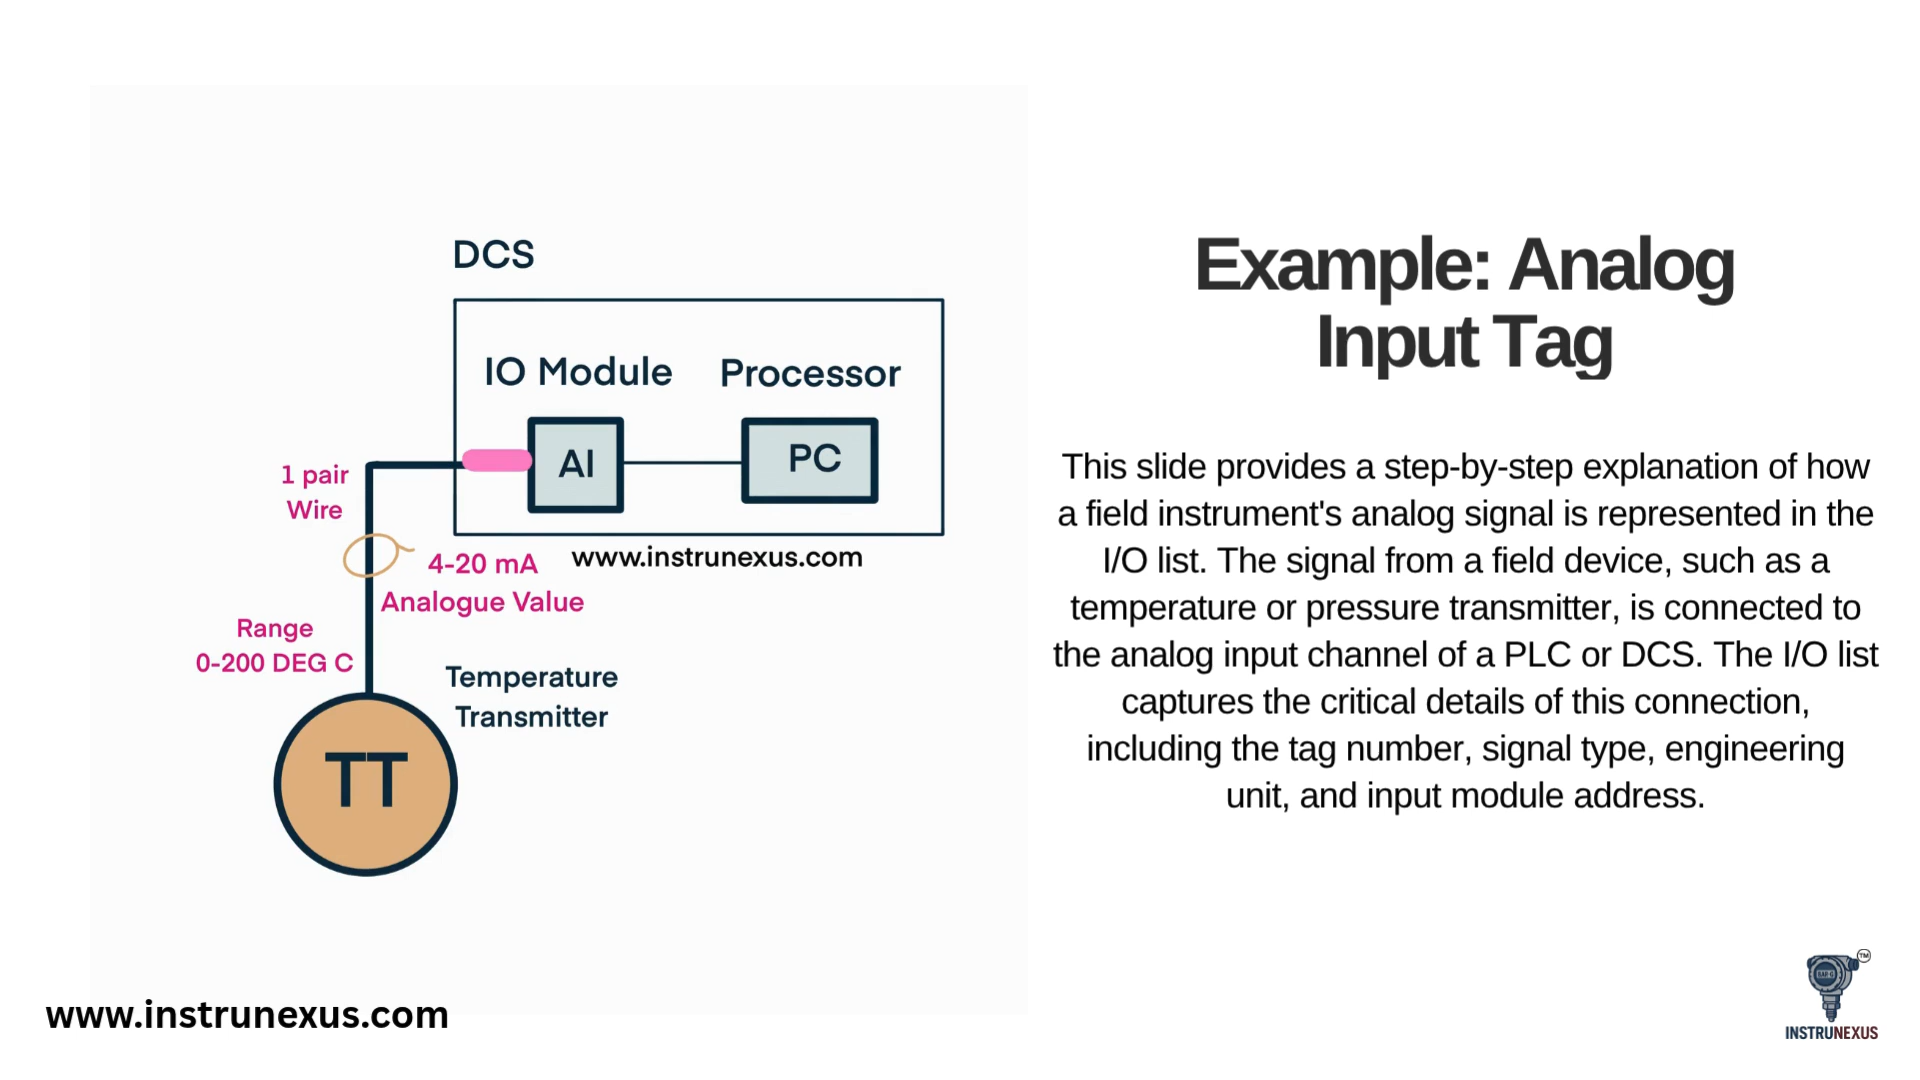 DCS
IO Module
Processor
AI
PC
1 pair
Wire
4-20 mA
Analogue Value
www.instrunexus.com
Range
0-200 DEG C
Temperature
Transmitter
TT
Example: Analog
Input Tag
This slide provides a step-by-step explanation of how
a field instrument's analog signal is represented in the
I/O list. The signal from a field device, such as a
temperature or pressure transmitter, is connected to
the analog input channel of a PLC or DCS. The I/O list
captures the critical details of this connection,
including the tag number, signal type, engineering
unit, and input module address.
www.instrunexus.com
TM
INSTRUNEXUS